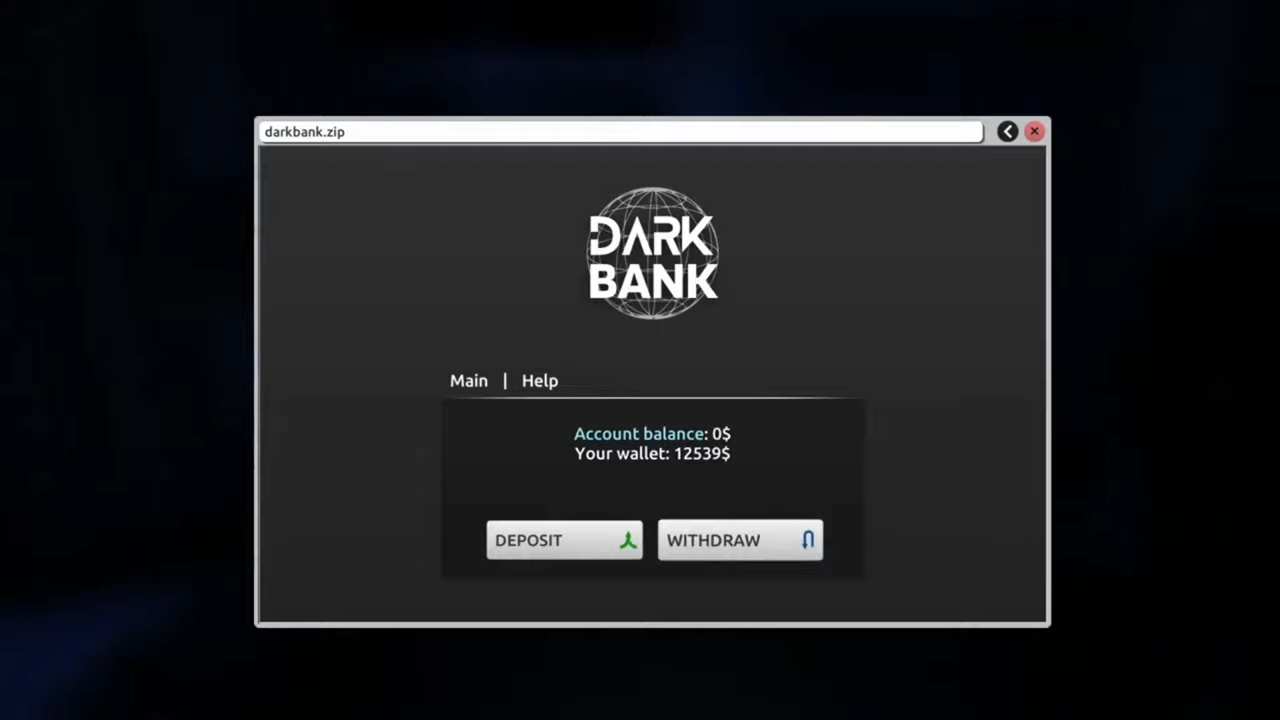 darkbank.zip
DARK
BANK
Main | Help
Account balance: 0$
Your wallet: 12539$
DEPOSIT
WITHDRAW